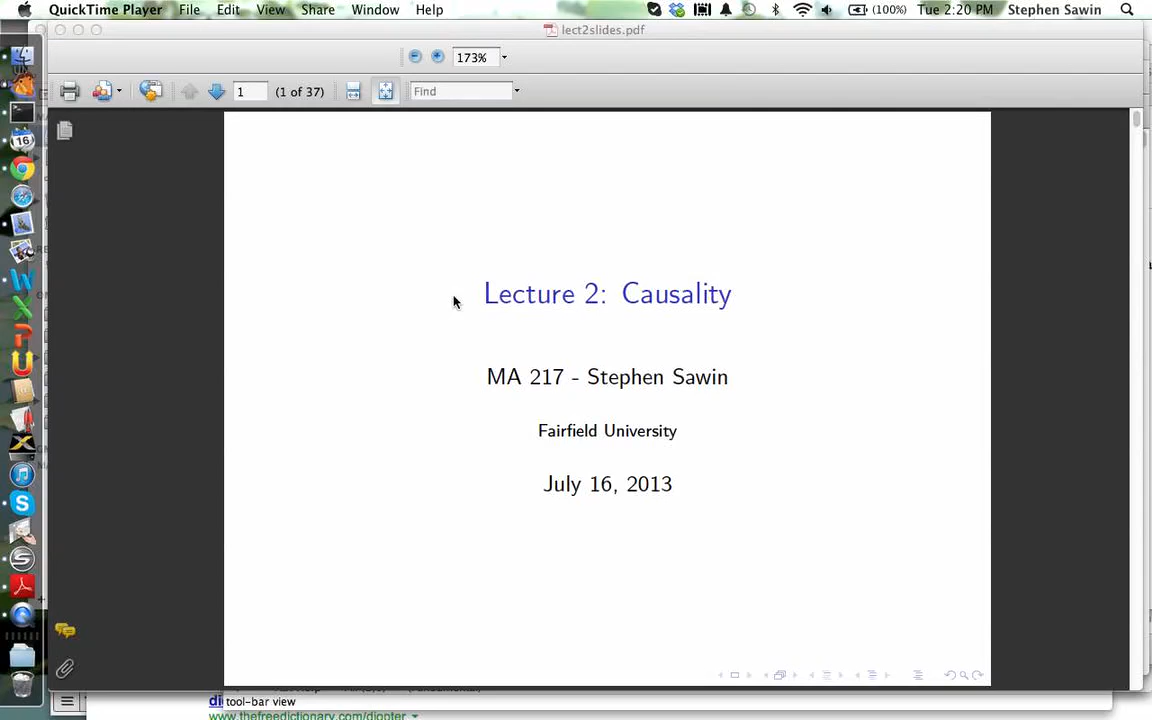 QuickTime Player File Edit View Share Window Help (100%) Tue 2:20 PM Stephen Sawin
lect2slides.pdf
173%
1 (1 of 37) Find
16
Lecture 2: Causality
MA 217 - Stephen Sawin
Fairfield University
July 16, 2013
di tool-bar view
www.thefreedictionary.com/diopter